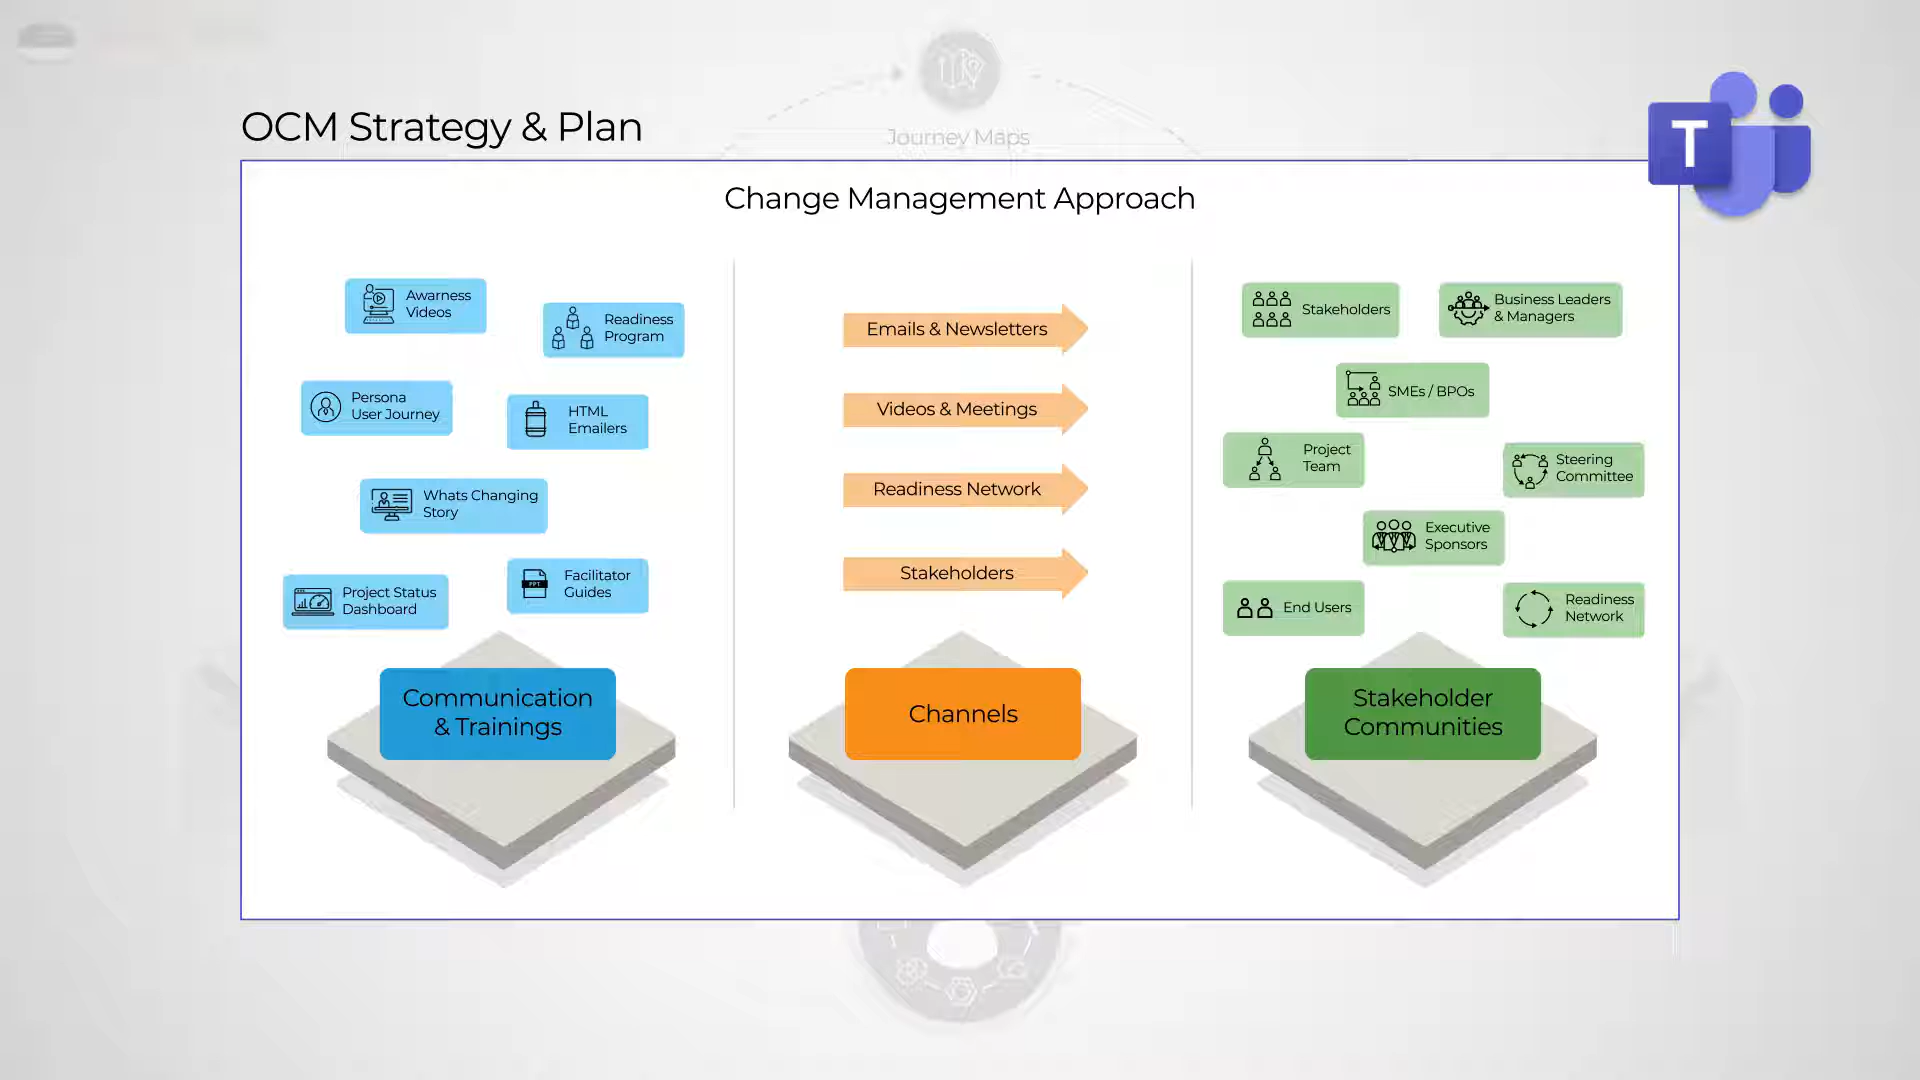 Journey Maps
OCM Strategy & Plan
T
Change Management Approach
Awarness
Videos
Readiness
Program
Persona
User Journey
HTML
Emailers
Whats Changing
Story
Project Status
Dashboard
PPT
Facilitator
Guides
Communication
& Trainings
Emails & Newsletters
Videos & Meetings
Readiness Network
Stakeholders
Channels
Stakeholders
Business Leaders
& Managers
SMEs / BPOs
Project
Team
Steering
Committee
Executive
Sponsors
End Users
Readiness
Network
Stakeholder
Communities